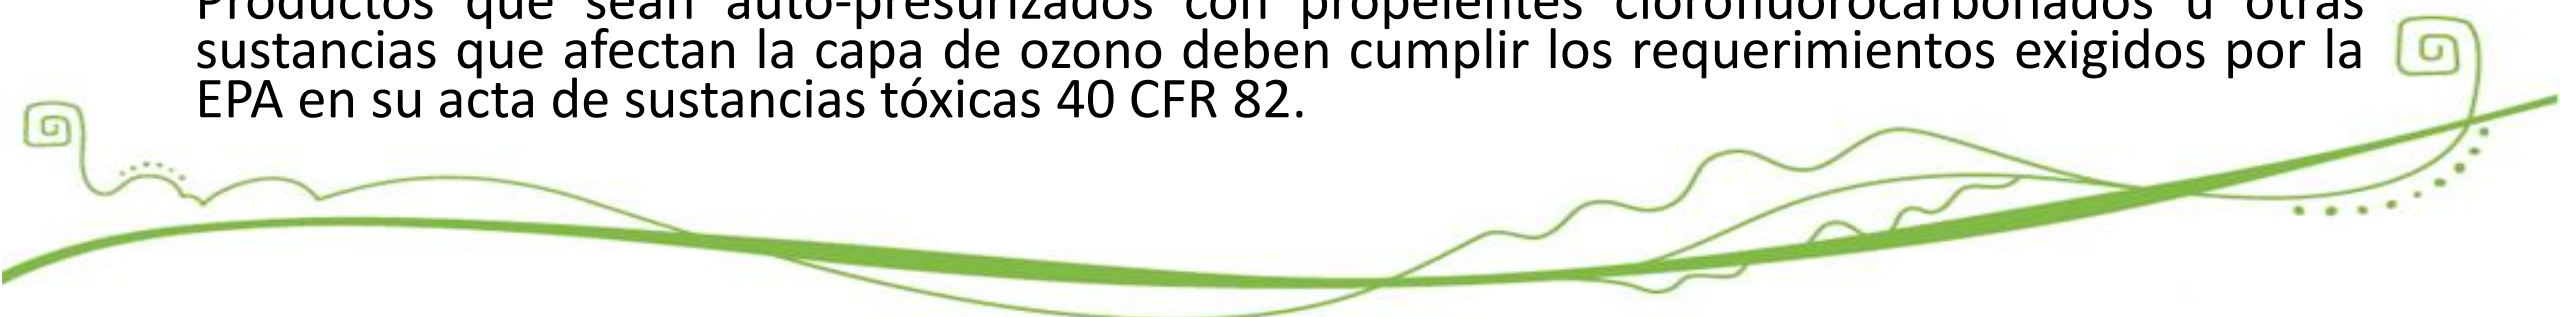 Productos que sean auto-presurizados con propelentes clorofluorocarbonados u otras
sustancias que afectan la capa de ozono deben cumplir los requerimientos exigidos por la
EPA en su acta de sustancias tóxicas 40 CFR 82.